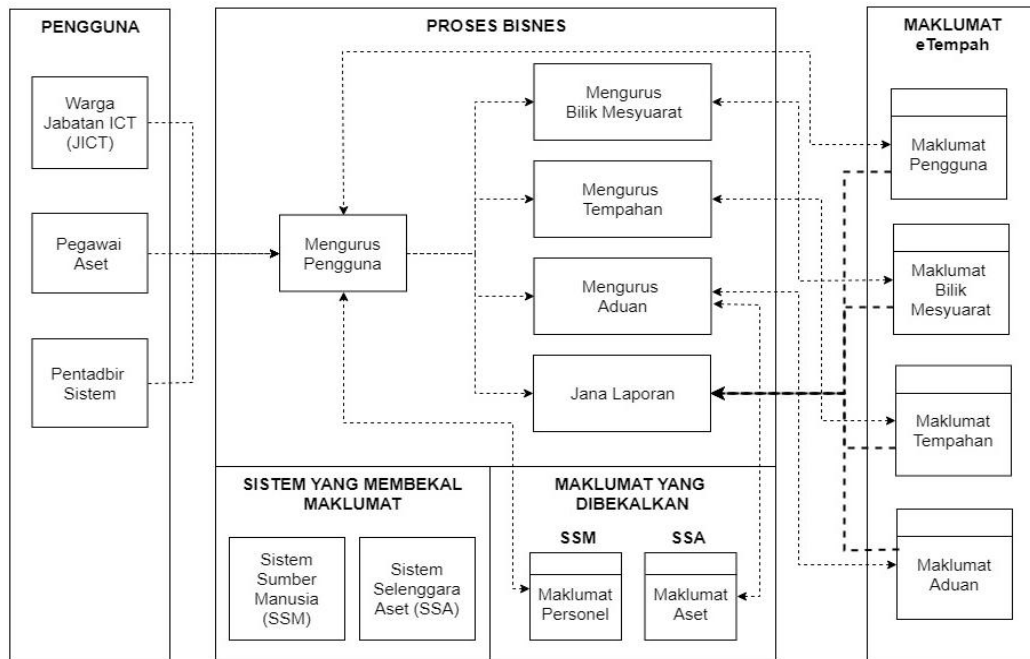 PENGGUNA
Warga
Jabatan ICT
(JICT)
Pegawai
Aset
Pentadbir
Sistem
PROSES BISNES
Mengurus
Pengguna
Mengurus
Bilik Mesyuarat
Mengurus
Tempahan
Mengurus
Aduan
Jana Laporan
SISTEM YANG MEMBEKAL
MAKLUMAT
Sistem
Sumber
Manusia
(SSM)
Sistem
Selenggara
Aset (SSA)
MAKLUMAT YANG
DIBEKALKAN
SSM
Maklumat
Personel
SSA
Maklumat
Aset
MAKLUMAT
eTempah
Maklumat
Pengguna
Maklumat
Bilik
Mesyuarat
Maklumat
Tempahan
Maklumat
Aduan